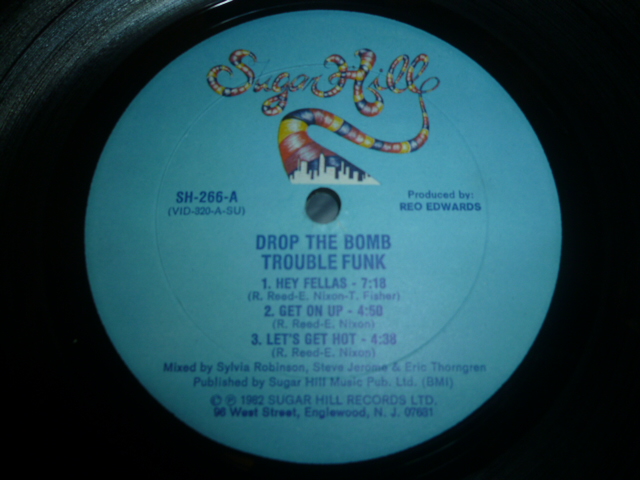 Sugar Hill
SH-266-A
(VID-320-A-SU)
Produced by:
REO EDWARDS
DROP THE BOMB
TROUBLE FUNK
1. HEY FELLAS - 7:18
(R. Reed-E. Nixon-T. Fisher)
2. GET ON UP - 4:50
(R. Reed-E. Nixon)
3. LET'S GET HOT - 4:38
(R. Reed-E. Nixon)
Mixed by Sylvia Robinson, Steve Jerome & Eric Thorngren
Published by Sugar Hill Music Pub. Ltd. (BMI)
© ℗ 1982 SUGAR HILL RECORDS LTD.
96 West Street, Englewood, N. J. 07631